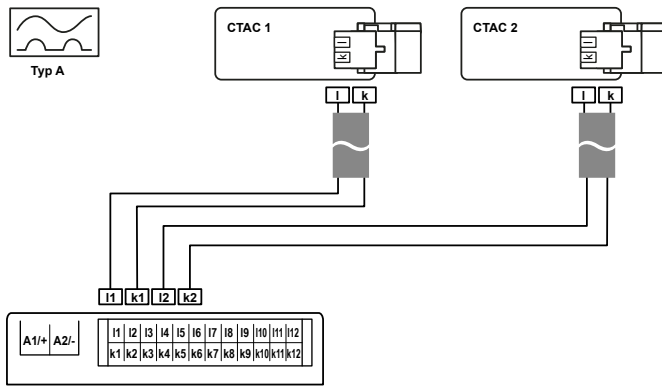 Typ A
CTAC 1
k l
l k
CTAC 2
k l
l k
l1 k1 l2 k2
A1/+ A2/-
l1 l2 l3 l4 l5 l6 l7 l8 l9 l10 l11 l12
k1 k2 k3 k4 k5 k6 k7 k8 k9 k10 k11 k12